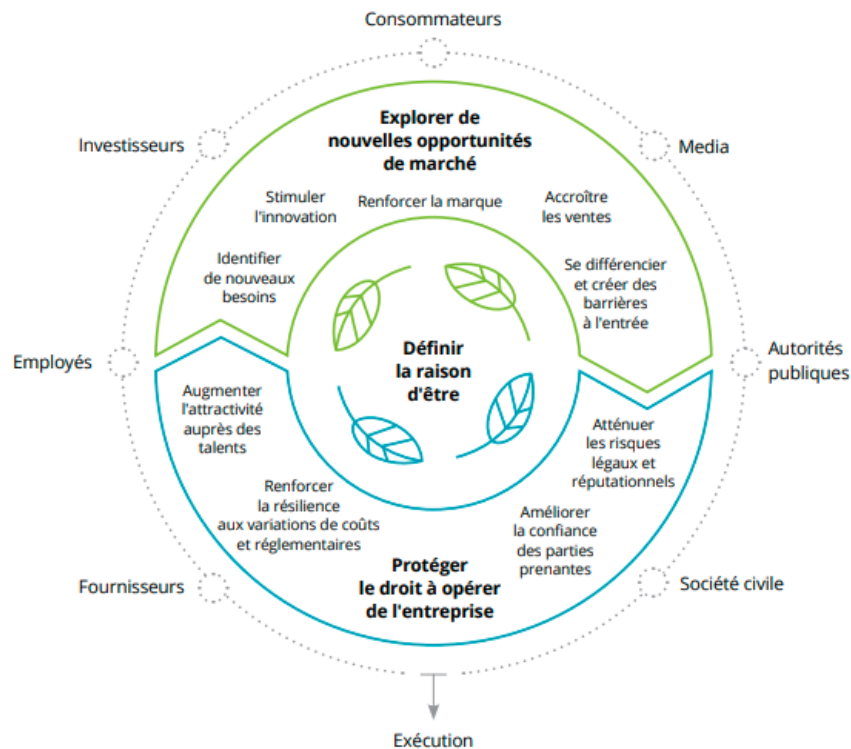 Consommateurs
Investisseurs
Media
Explorer de
nouvelles opportunités
de marché
Stimuler
l'innovation
Renforcer la marque
Accroître
les ventes
Identifier
de nouveaux
besoins
Se différencier
et créer des
barrières
à l'entrée
Employés
Autorités
publiques
Définir
la raison
d'être
Augmenter
l'attractivité
auprès des
talents
Atténuer
les risques
légaux et
réputationnels
Renforcer
la résilience
aux variations de coûts
et réglementaires
Améliorer
la confiance
des parties
prenantes
Protéger
le droit à opérer
de l'entreprise
Fournisseurs
Société civile
Exécution